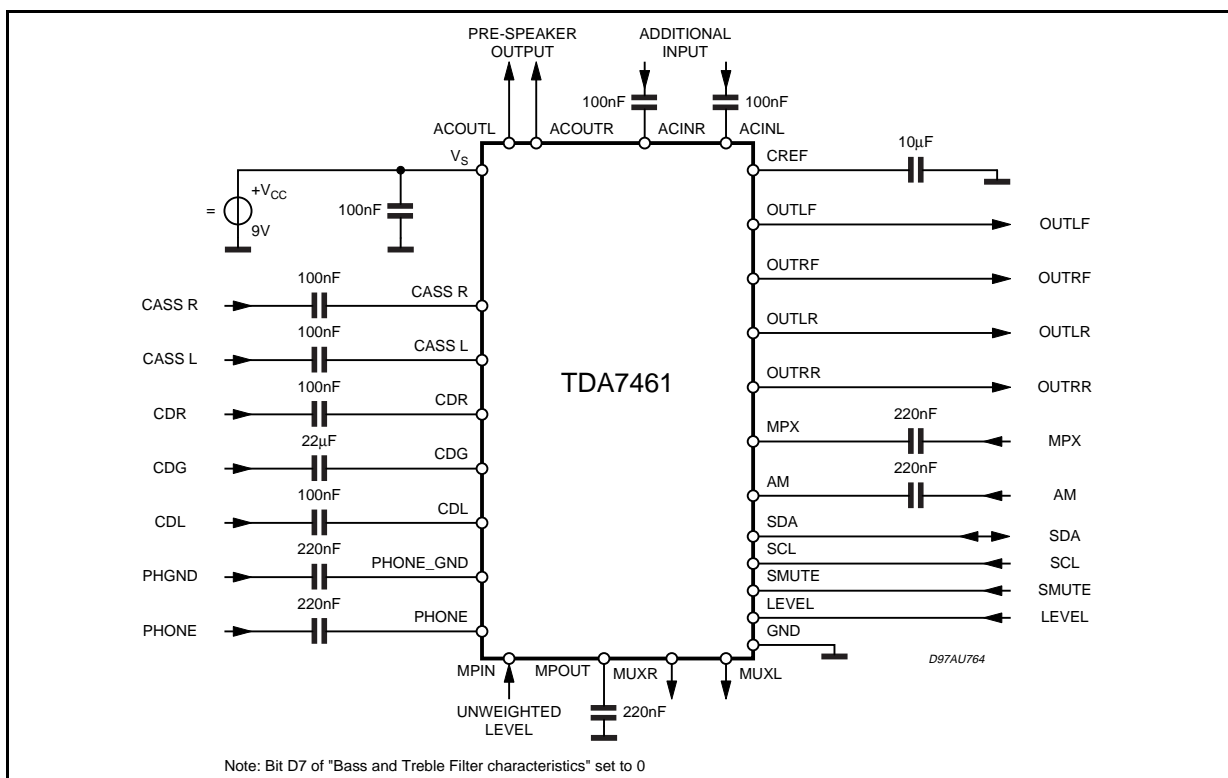 PRE-SPEAKER
OUTPUT
ADDITIONAL
INPUT
100nF
100nF
ACOUTL
ACOUTR
ACINR
ACINL
VS
CREF
10μF
+VCC
=
9V
100nF
OUTLF
OUTLF
OUTRF
OUTRF
OUTLR
OUTLR
OUTRR
OUTRR
TDA7461
CASS R
100nF
CASS R
CASS L
100nF
CASS L
CDR
100nF
CDR
CDG
22μF
CDG
CDL
100nF
CDL
PHGND
220nF
PHONE_GND
PHONE
220nF
PHONE
MPX
220nF
MPX
AM
220nF
AM
SDA
SDA
SCL
SCL
SMUTE
SMUTE
LEVEL
LEVEL
GND
D97AU764
MPIN
MPOUT
MUXR
MUXL
UNWEIGHTED
LEVEL
220nF
Note: Bit D7 of "Bass and Treble Filter characteristics" set to 0